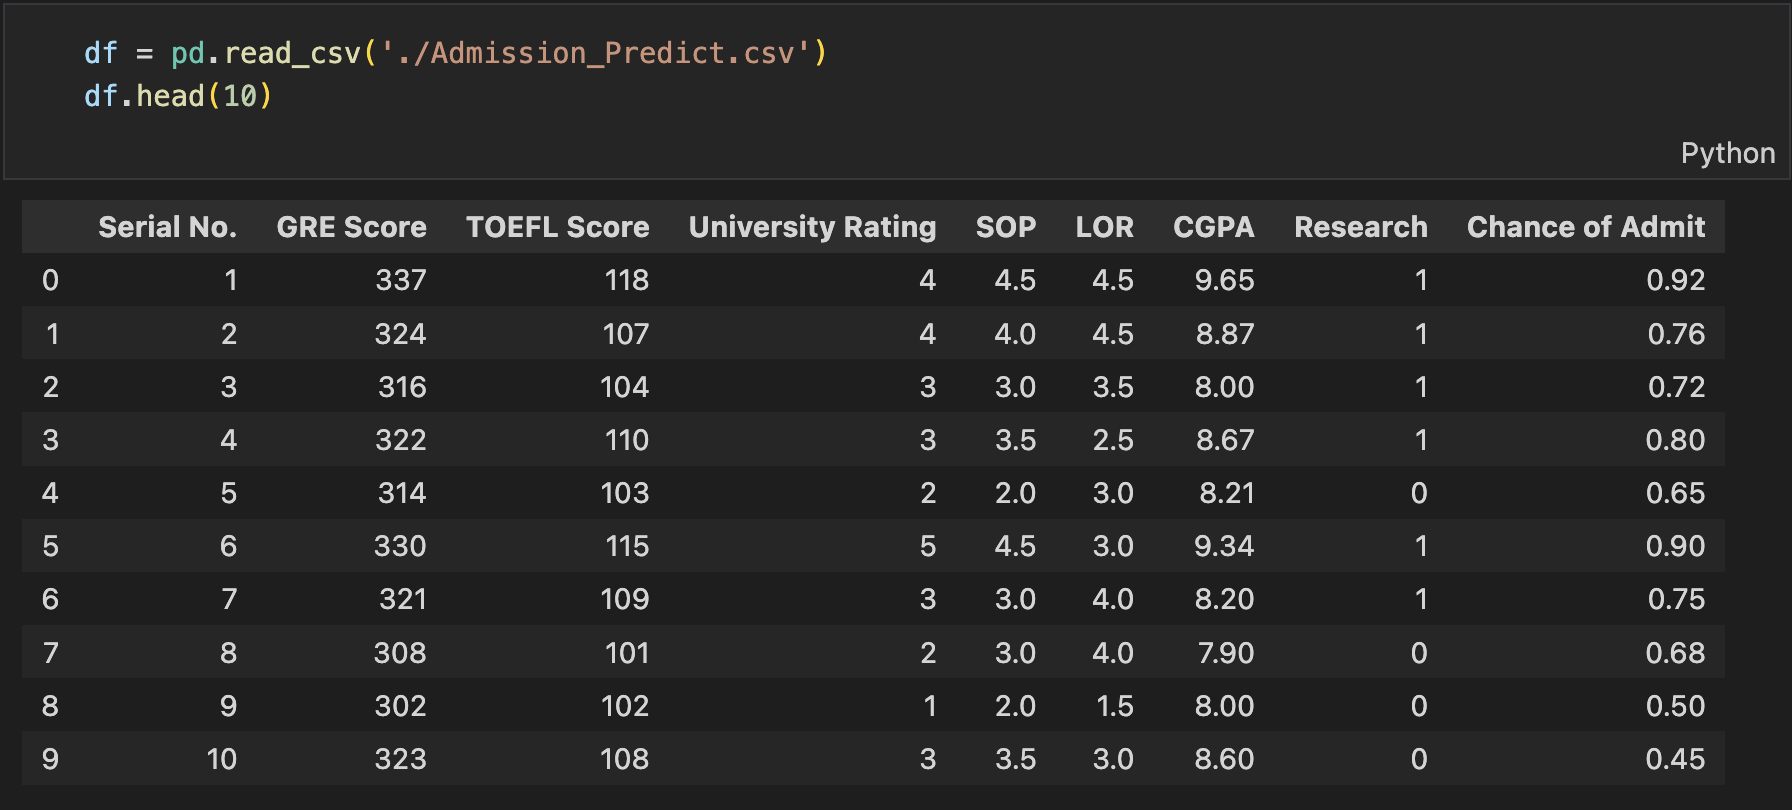 df = pd.read_csv('./Admission_Predict.csv')
df.head(10)
Python
Serial No. GRE Score TOEFL Score University Rating SOP LOR CGPA Research Chance of Admit
0 1 337 118 4 4.5 4.5 9.65 1 0.92
1 2 324 107 4 4.0 4.5 8.87 1 0.76
2 3 316 104 3 3.0 3.5 8.00 1 0.72
3 4 322 110 3 3.5 2.5 8.67 1 0.80
4 5 314 103 2 2.0 3.0 8.21 0 0.65
5 6 330 115 5 4.5 3.0 9.34 1 0.90
6 7 321 109 3 3.0 4.0 8.20 1 0.75
7 8 308 101 2 3.0 4.0 7.90 0 0.68
8 9 302 102 1 2.0 1.5 8.00 0 0.50
9 10 323 108 3 3.5 3.0 8.60 0 0.45